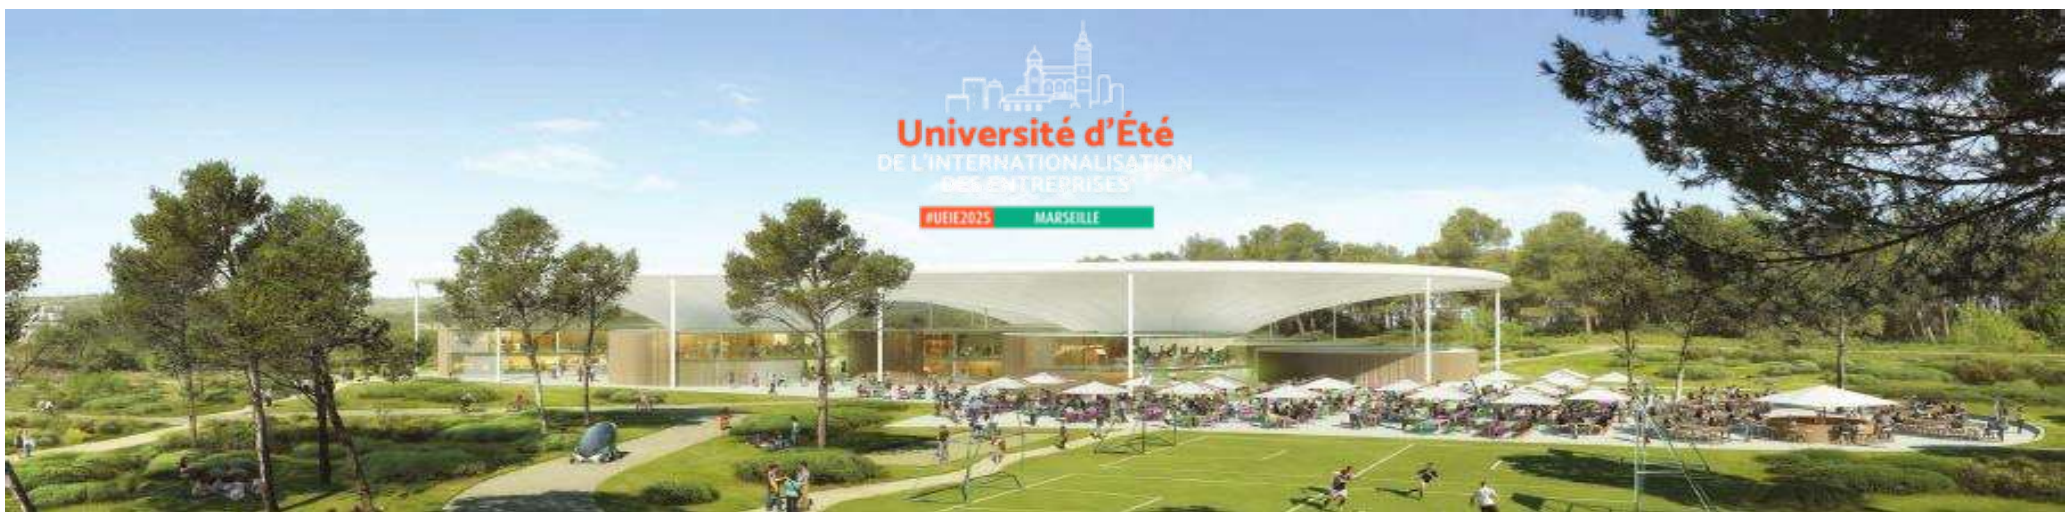 Université d'Été
DE L'INTERNATIONALISATION
DES ENTREPRISES
#UEIE2025 MARSEILLE